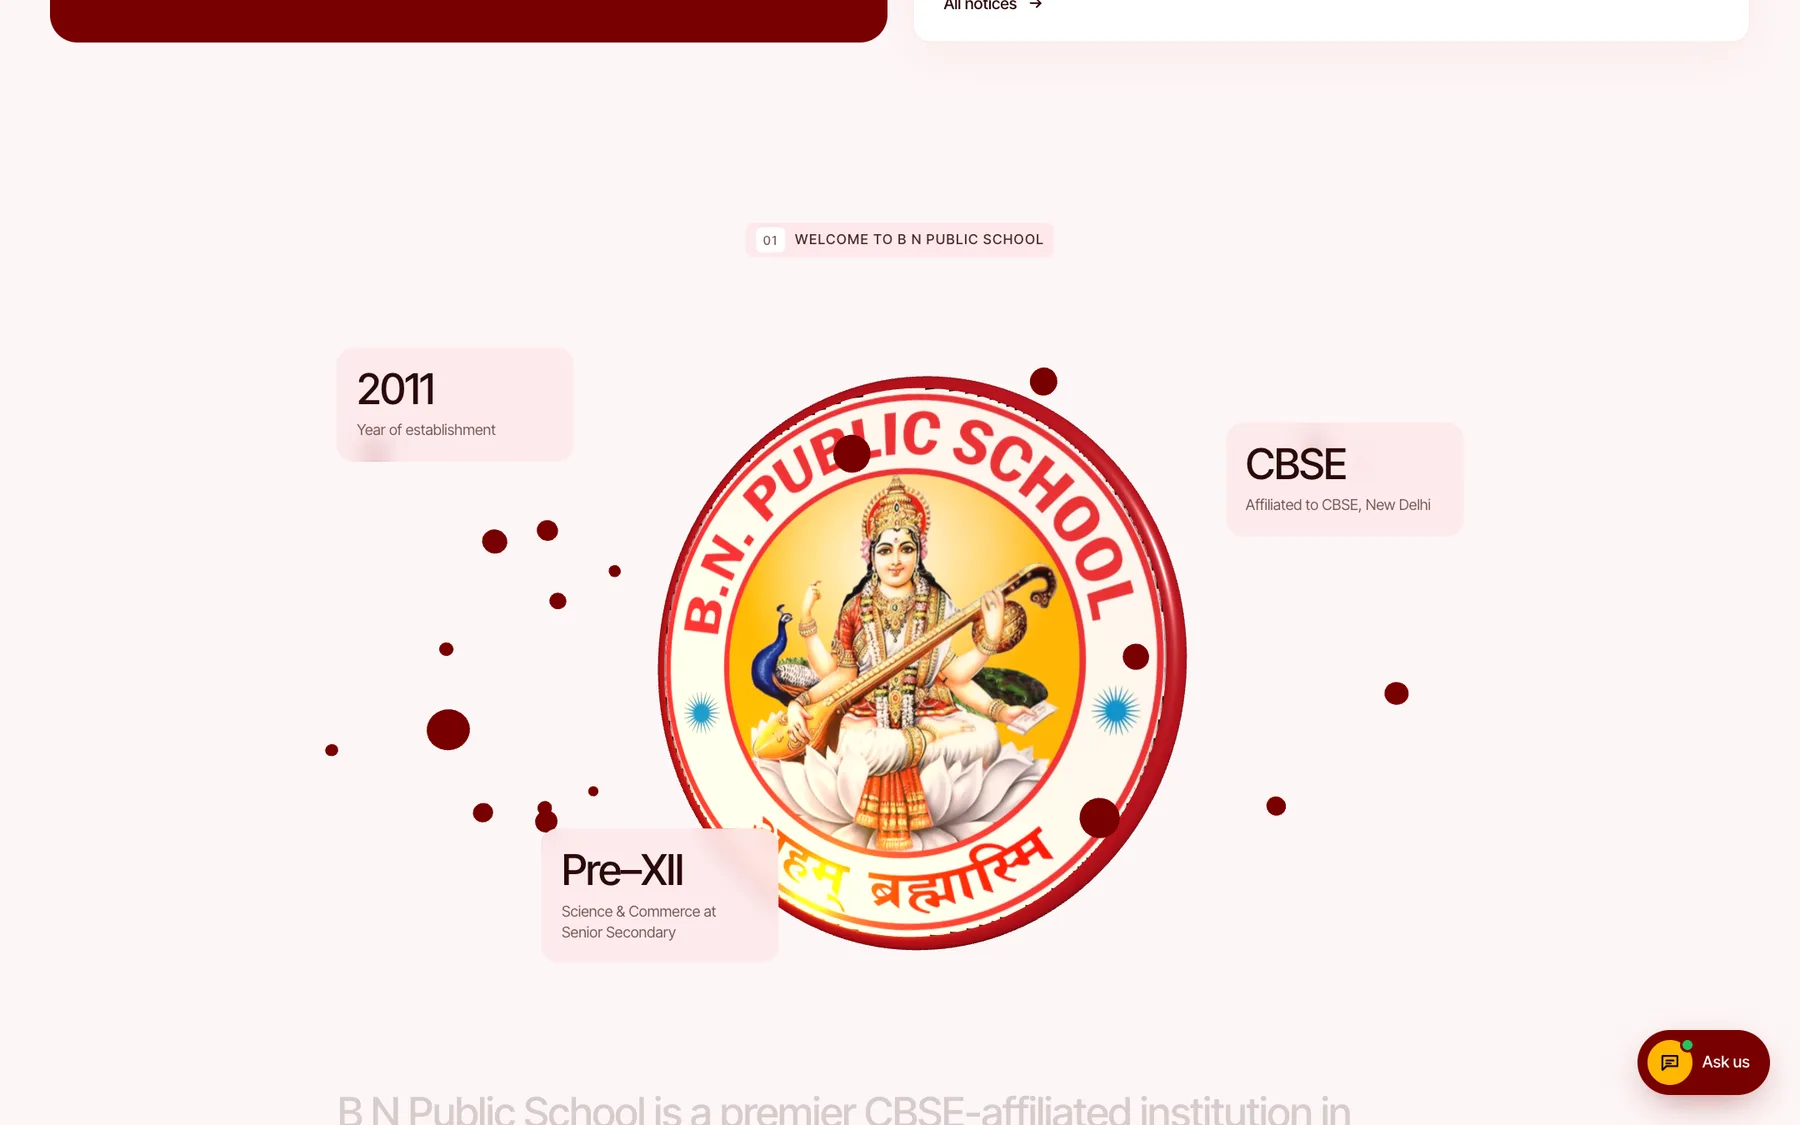 All notices
01 WELCOME TO B N PUBLIC SCHOOL
2011
Year of establishment
CBSE
Affiliated to CBSE, New Delhi
B.N. PUBLIC SCHOOL
ब्रह्मास्मि
Pre–XII
Science & Commerce at
Senior Secondary
Ask us
B N Public School is a premier CBSE-affiliated institution in